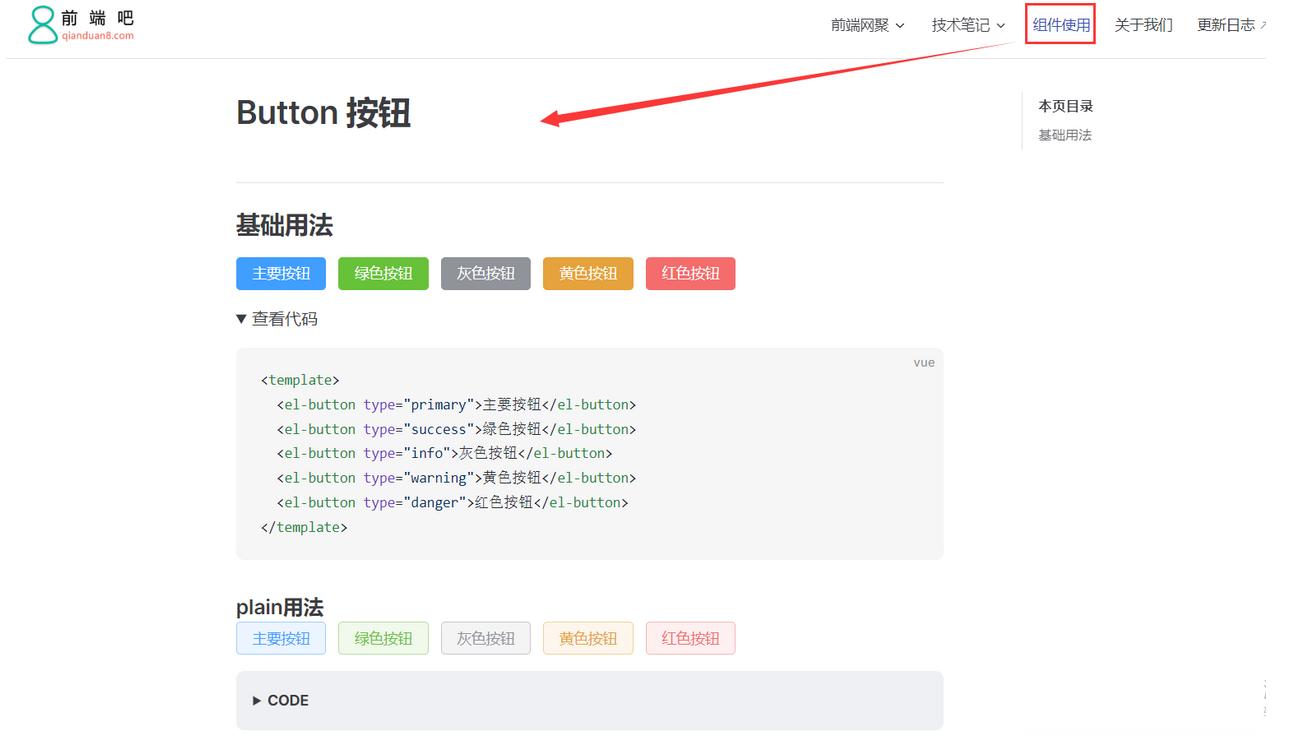 前端吧
qianduan8.com
前端网聚 技术笔记 组件使用 关于我们 更新日志
Button 按钮
本页目录
基础用法
基础用法
主要按钮 绿色按钮 灰色按钮 黄色按钮 红色按钮
查看代码
vue
<template>
<el-button type="primary">主要按钮</el-button>
<el-button type="success">绿色按钮</el-button>
<el-button type="info">灰色按钮</el-button>
<el-button type="warning">黄色按钮</el-button>
<el-button type="danger">红色按钮</el-button>
</template>
plain用法
主要按钮 绿色按钮 灰色按钮 黄色按钮 红色按钮
CODE